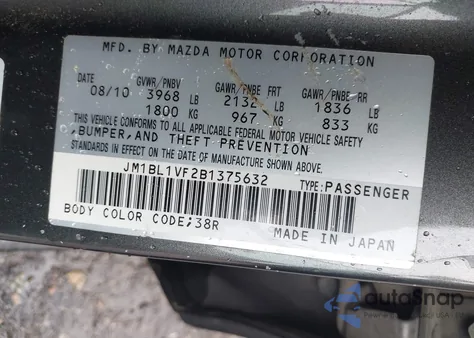 MFD. BY MAZDA MOTOR CORPORATION
DATE GVWR/PNBV GAWR/PNBE FRT GAWR/PNBE RR
08/10 3968 LB 2132 LB 1836 LB
1800 KG 967 KG 833 KG
THIS VEHICLE CONFORMS TO ALL APPLICABLE FEDERAL MOTOR VEHICLE SAFETY
,BUMPER,AND THEFT PREVENTION
STANDARDS IN EFFECT ON THE DATE OF MANUFACTURE SHOWN ABOVE.
JM1BL1VF2B1375632 TYPE:PASSENGER
BODY COLOR CODE;38R MADE IN JAPAN
autoSnap